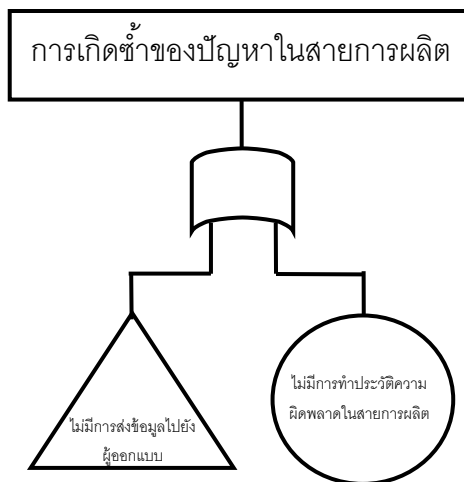 การเกิดซ้ำของปัญหาในสายการผลิต
ไม่มีการส่งข้อมูลไปยัง
ผู้ออกแบบ
ไม่มีการทำประวัติความ
ผิดพลาดในสายการผลิต